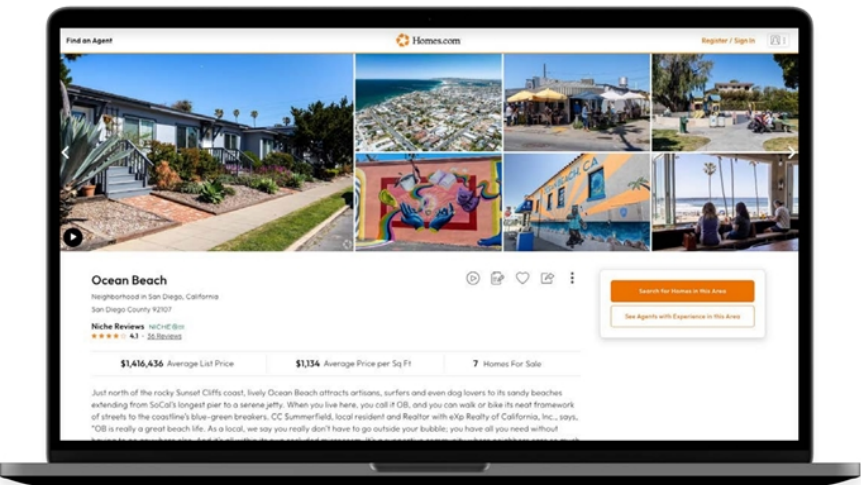 Find an Agent
Homes.com
Register / Sign In
BEACH, CA
Ocean Beach
Neighborhood in San Diego, California
San Diego County 92107
Niche Reviews NICHE
4.1 - 36 Reviews
$1,416,436 Average List Price
$1,134 Average Price per Sq Ft
7 Homes For Sale
Search for Homes in this Area
See Agents with Experience in this Area
Just north of the rocky Sunset Cliffs coast, lively Ocean Beach attracts artisans, surfers and even dog lovers to its sandy beaches
extending from SoCal's longest pier to a serene jetty. When you live here, you call it OB, and you can walk or bike its neat framework
of streets to the coastline's blue-green breakers. CC Summerfield, local resident and Realtor with eXp Realty of California, Inc., says,
"OB is really a great beach life. As a local, we say you really don't have to go outside your bubble; you have all you need without